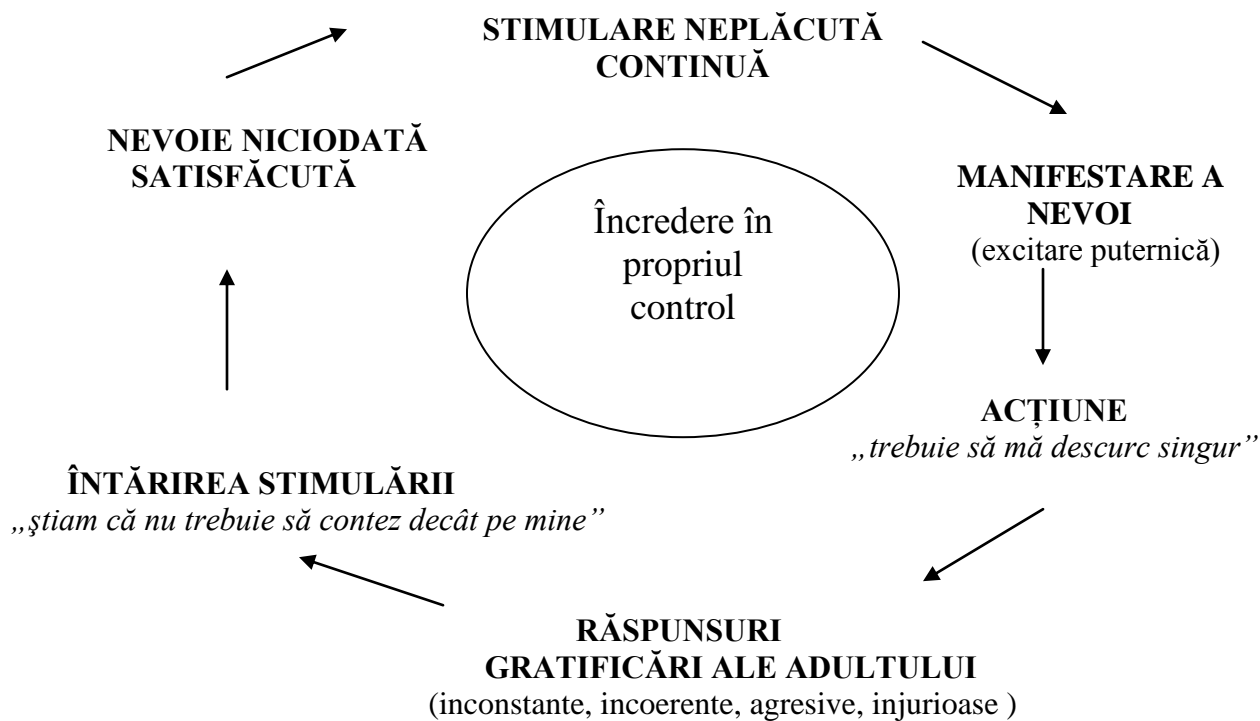 STIMULARE NEPLĂCUTĂ
CONTINUĂ
MANIFESTARE A
NEVOI
(excitare puternică)
ACȚIUNE
„trebuie să mă descurc singur”
RĂSPUNSURI
GRATIFICĂRI ALE ADULTULUI
(inconstante, incoerente, agresive, injurioase )
ÎNTĂRIREA STIMULĂRII
„ştiam că nu trebuie să contez decât pe mine”
NEVOIE NICIODATĂ
SATISFĂCUTĂ
Încredere în
propriul
control